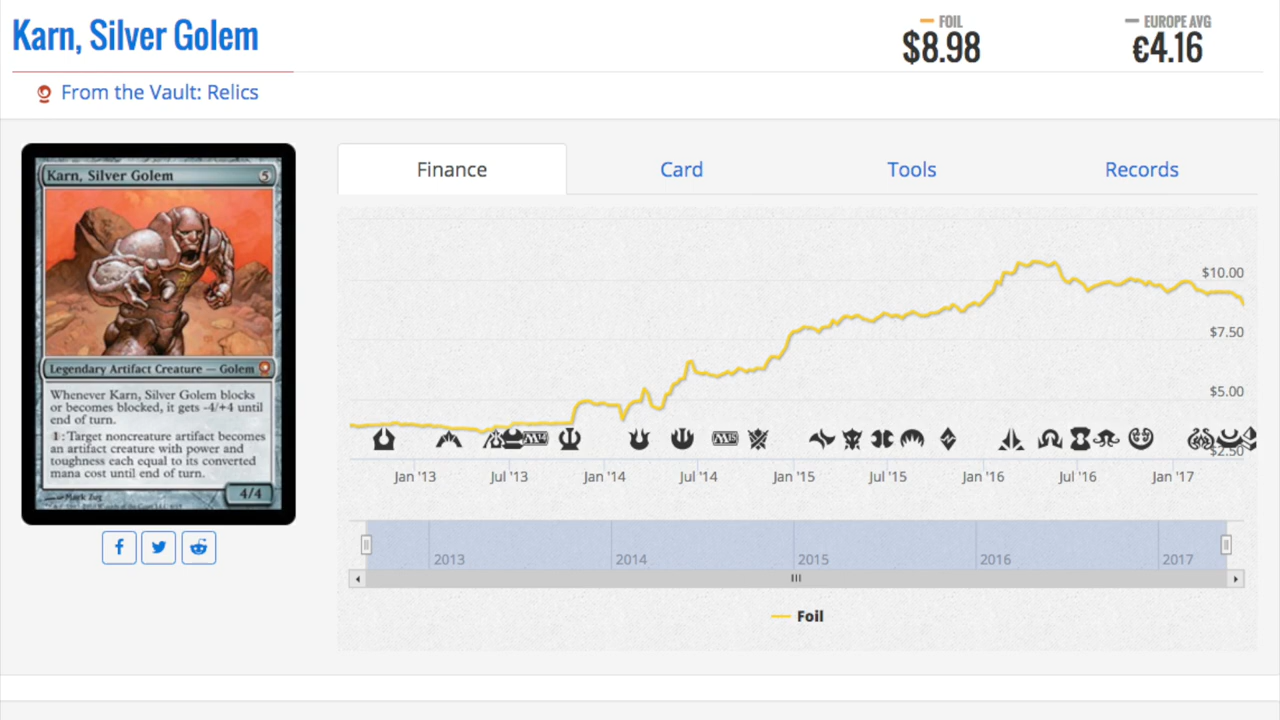 Karn, Silver Golem
FOIL
$8.98
EUROPE AVG
€4.16
From the Vault: Relics
Karn, Silver Golem
5
Legendary Artifact Creature — Golem
Whenever Karn, Silver Golem blocks
or becomes blocked, it gets -4/+4 until
end of turn.
1: Target noncreature artifact becomes
an artifact creature with power and
toughness each equal to its converted
mana cost until end of turn.
Mark Zug
4/4
Finance
Card
Tools
Records
$10.00
$7.50
$5.00
$2.50
M14
M15
Jan '13
Jul '13
Jan '14
Jul '14
Jan '15
Jul '15
Jan '16
Jul '16
Jan '17
2013
2014
2015
2016
2017
Foil